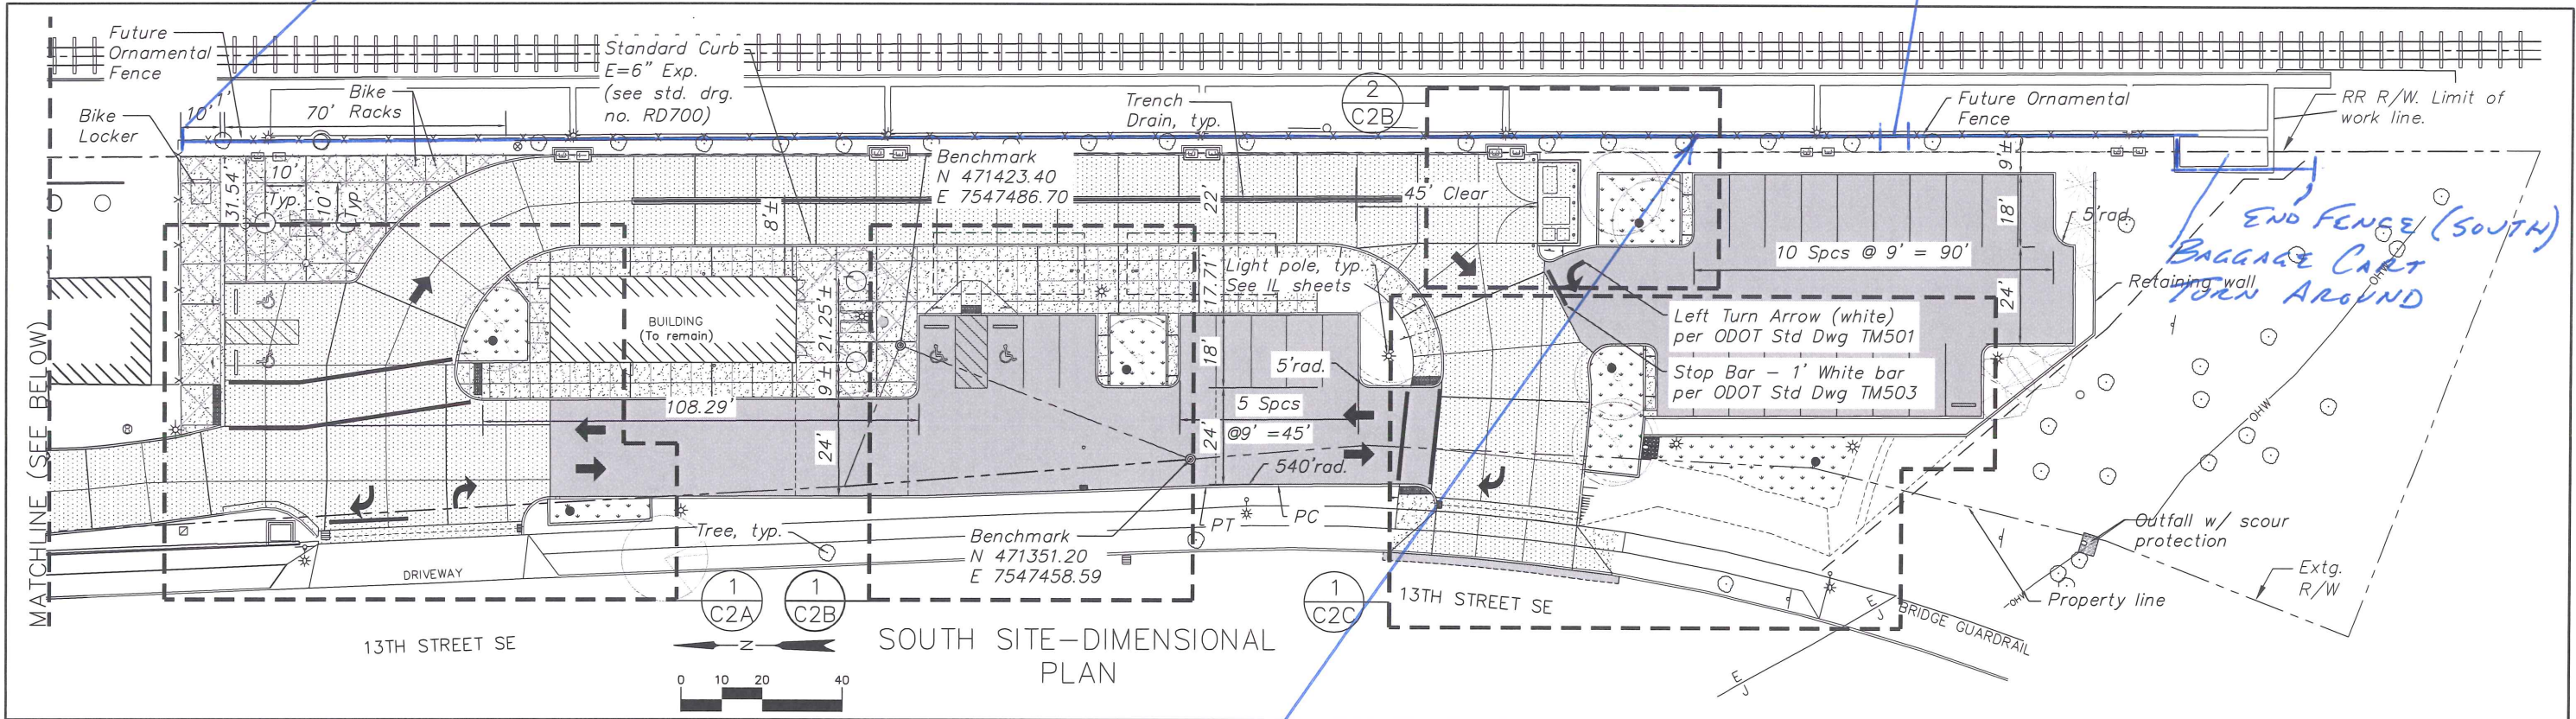 Future
Ornamental
Fence
Standard Curb
E=6" Exp.
(see std. drg.
no. RD700)
10'
1'
70'
Bike
Racks
Bike
Locker
Trench
Drain, typ.
2
C2B
Future Ornamental
Fence
RR R/W. Limit of
work line.
9'±
31.54'
10'
Typ.
10'
Typ
8'±
Benchmark
N 471423.40
E 7547486.70
22'
45' Clear
18'
5'rad.
END FENCE (SOUTH)
BAGGAGE CART
TURN AROUND
10 Spcs @ 9' = 90'
Retaining wall
24'
OHW
17.71'
Light pole, typ.
See IL sheets
BUILDING
(To remain)
21.25'±
9'±
Left Turn Arrow (white)
per ODOT Std Dwg TM501
Stop Bar – 1' White bar
per ODOT Std Dwg TM503
18'
5'rad.
108.29'
5 Spcs
@9' =45'
24'
24'
540'rad.
OHW
MATCHLINE (SEE BELOW)
Tree, typ.
PT
PC
Benchmark
N 471351.20
E 7547458.59
DRIVEWAY
Outfall w/ scour
protection
Extg.
R/W
OHW
Property line
1
C2A
1
C2B
1
C2C
13TH STREET SE
E
J
BRIDGE GUARDRAIL
E
J
13TH STREET SE
N
SOUTH SITE–DIMENSIONAL
PLAN
0 10 20 40